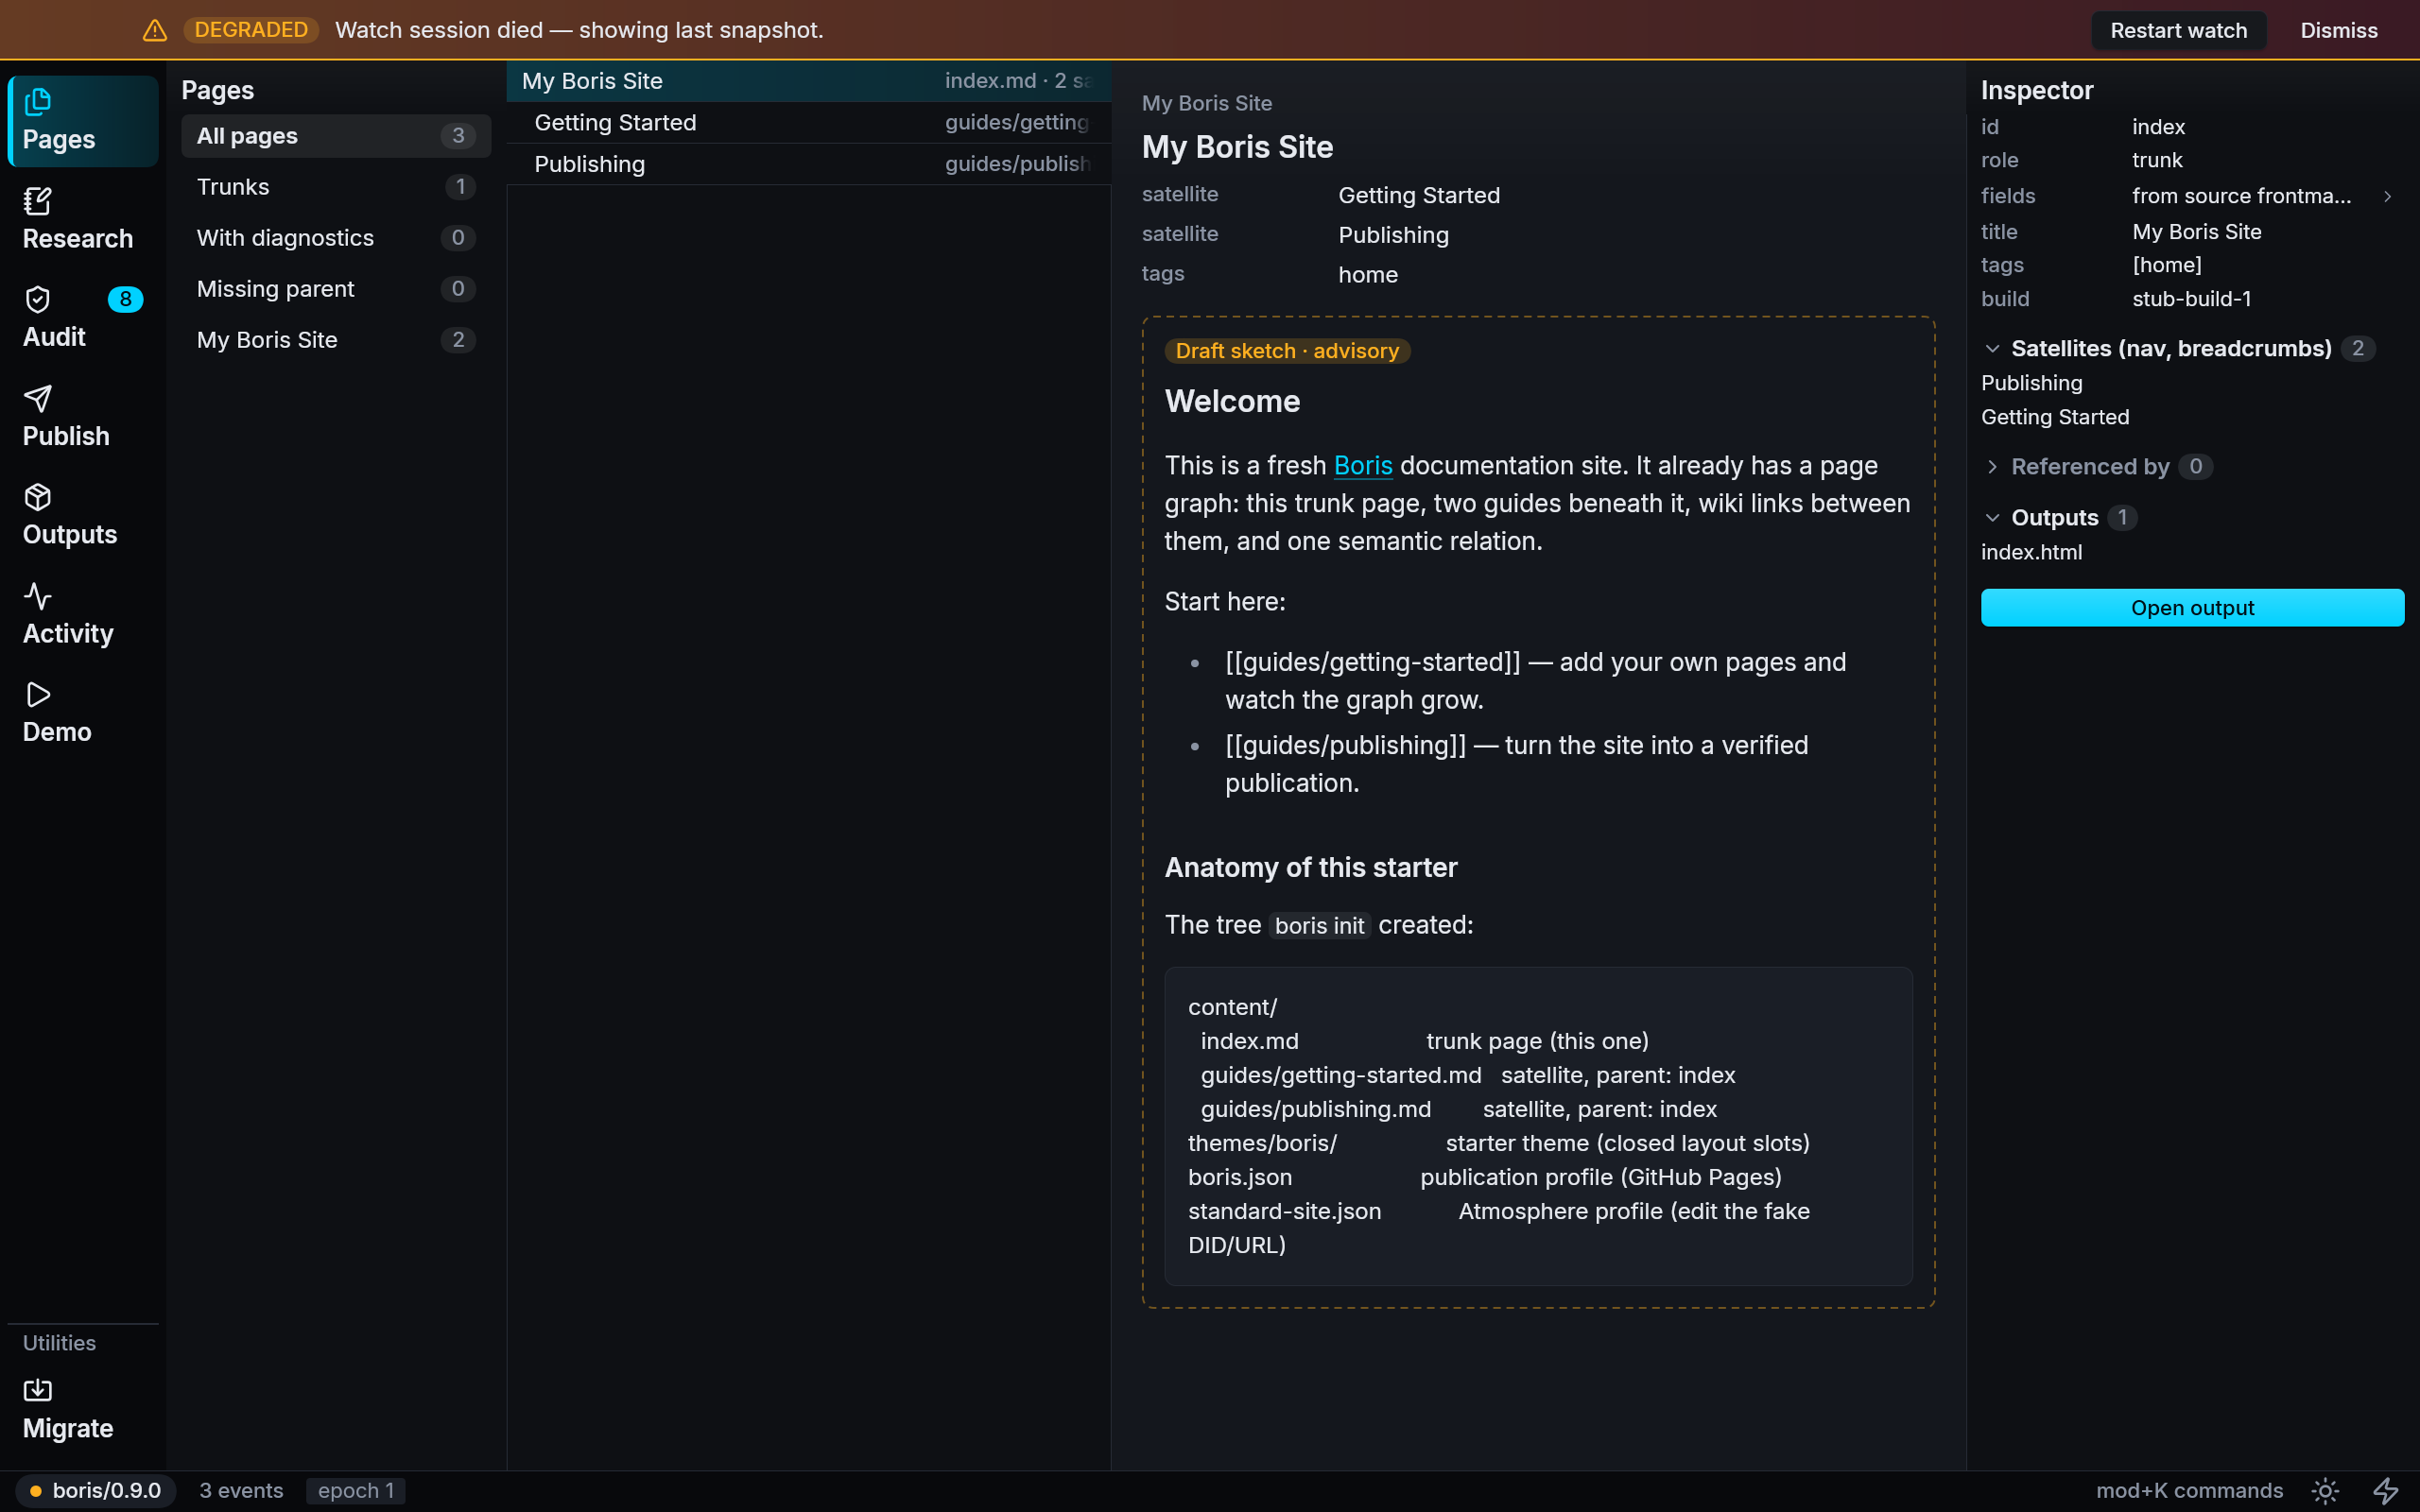 DEGRADED Watch session died — showing last snapshot. Restart watch Dismiss
Pages
Research
8
Audit
Publish
Outputs
Activity
Demo
Utilities
Migrate
Pages
All pages 3
Trunks 1
With diagnostics 0
Missing parent 0
My Boris Site 2
My Boris Site index.md · 2 sa
Getting Started guides/getting
Publishing guides/publish
My Boris Site
My Boris Site
satellite Getting Started
satellite Publishing
tags home
Draft sketch · advisory
Welcome
This is a fresh Boris documentation site. It already has a page
graph: this trunk page, two guides beneath it, wiki links between
them, and one semantic relation.
Start here:
• [[guides/getting-started]] — add your own pages and
watch the graph grow.
• [[guides/publishing]] — turn the site into a verified
publication.
Anatomy of this starter
The tree boris init created:
content/
index.md trunk page (this one)
guides/getting-started.md satellite, parent: index
guides/publishing.md satellite, parent: index
themes/boris/ starter theme (closed layout slots)
boris.json publication profile (GitHub Pages)
standard-site.json Atmosphere profile (edit the fake
DID/URL)
Inspector
id index
role trunk
fields from source frontma...
title My Boris Site
tags [home]
build stub-build-1
Satellites (nav, breadcrumbs) 2
Publishing
Getting Started
Referenced by 0
Outputs 1
index.html
Open output
boris/0.9.0 3 events epoch 1 mod+K commands